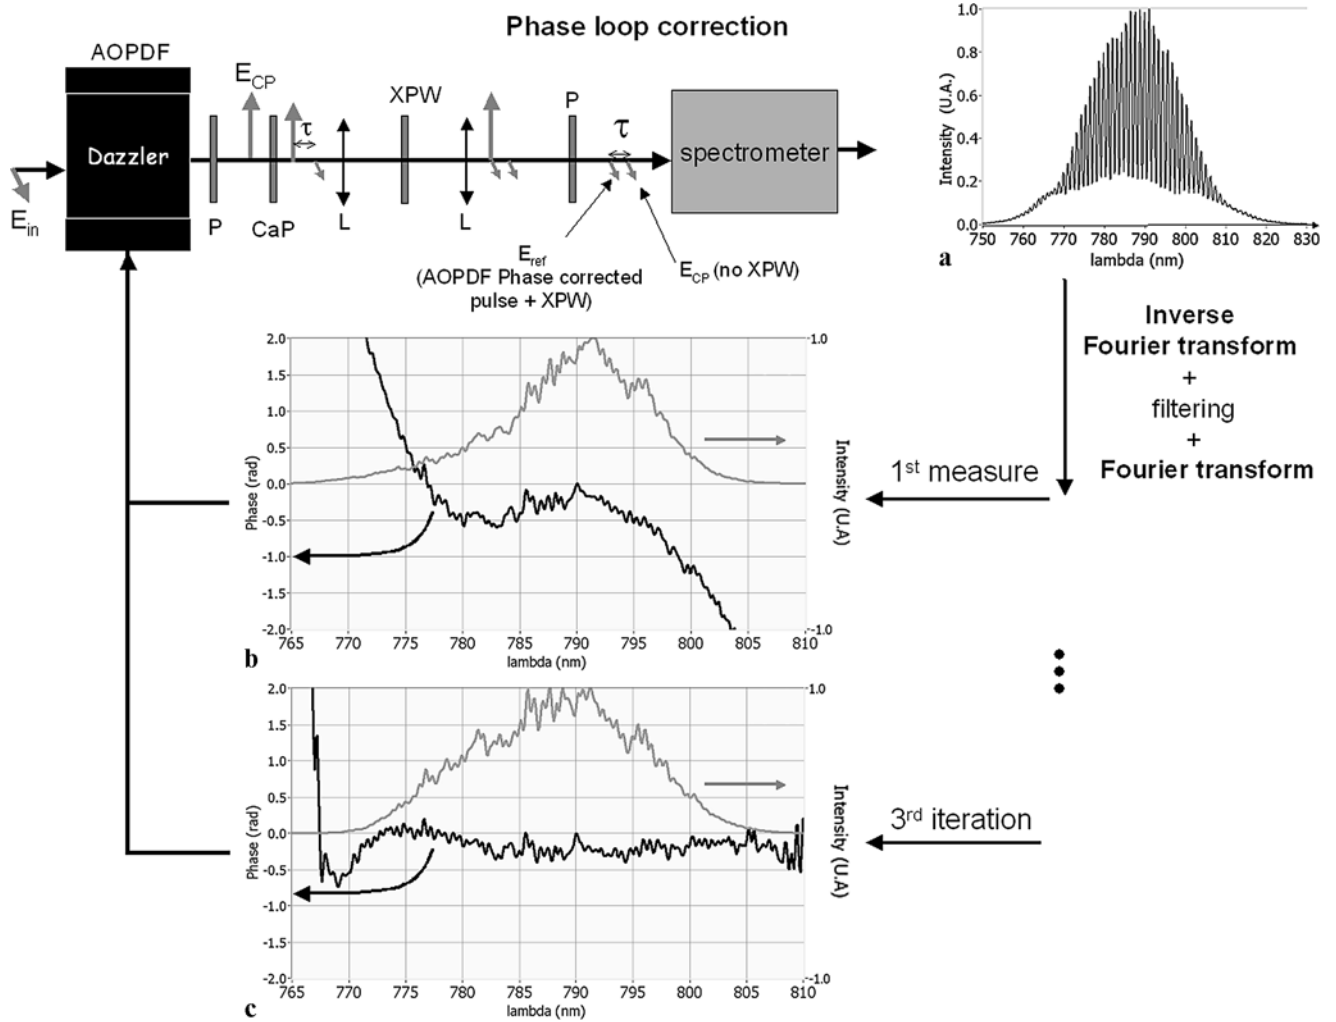 Phase loop correction
AOPDF
Dazzler
E_in
P
E_CP
CaP
τ
L
XPW
L
P
τ
spectrometer
E_ref
(AOPDF Phase corrected
pulse + XPW)
E_CP (no XPW)
Intensity (U.A.)
1.0
0.8
0.6
0.4
0.2
0.0
750 760 770 780 790 800 810 820 830
lambda (nm)
a
Inverse
Fourier transform
+
filtering
+
Fourier transform
1st measure
Phase (rad)
2.0
1.5
1.0
0.5
0.0
-0.5
-1.0
-1.5
-2.0
1.0
-1.0
Intensity (U.A)
765 770 775 780 785 790 795 800 805 810
lambda (nm)
b
3rd iteration
Phase (rad)
2.0
1.5
1.0
0.5
0.0
-0.5
-1.0
-1.5
-2.0
1.0
-1.0
Intensity (U.A)
765 770 775 780 785 790 795 800 805 810
lambda (nm)
c